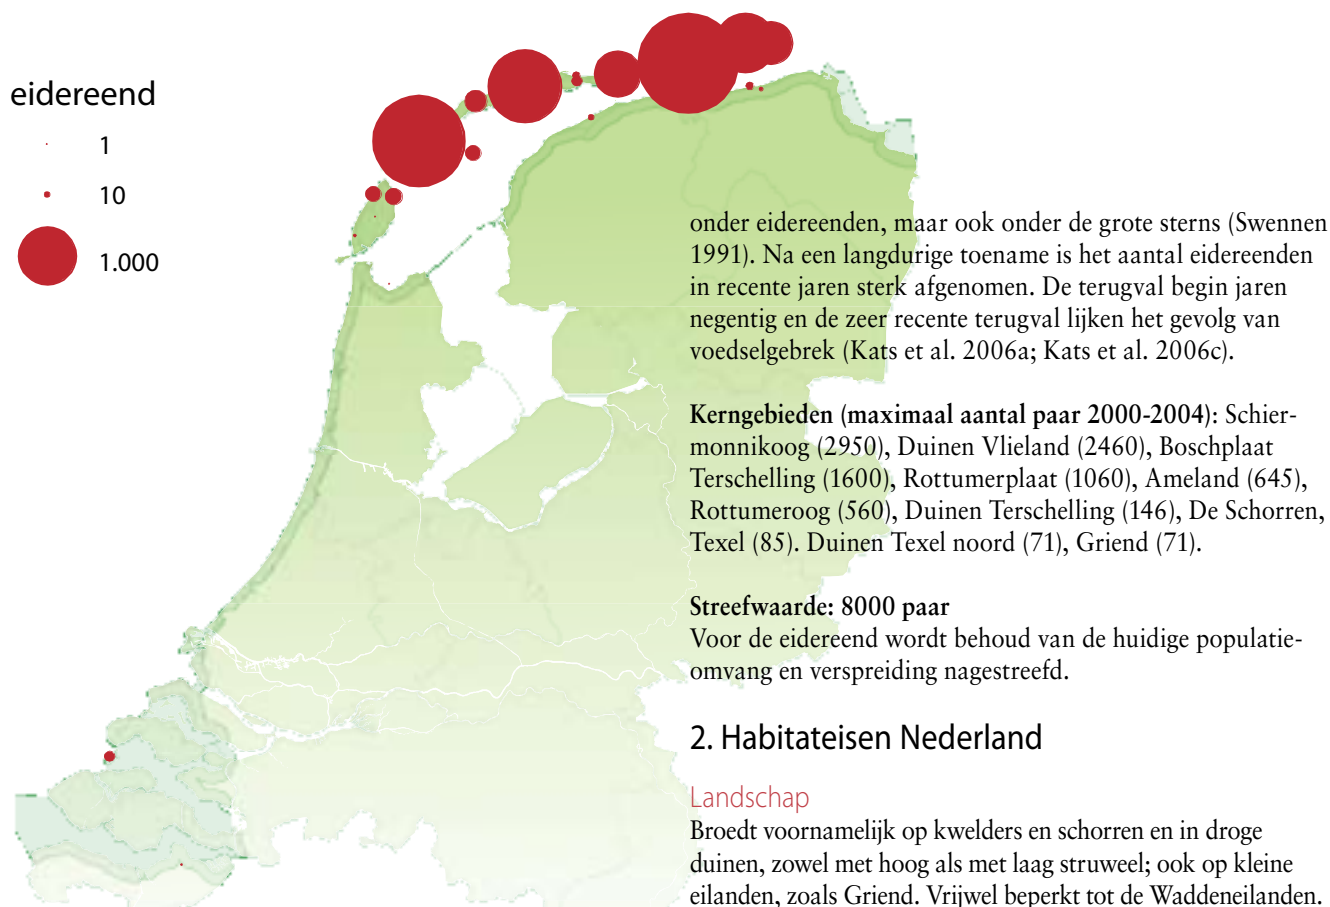 eidereend
1
10
1.000
onder eidereenden, maar ook onder de grote sterns (Swennen
1991). Na een langdurige toename is het aantal eidereenden
in recente jaren sterk afgenomen. De terugval begin jaren
negentig en de zeer recente terugval lijken het gevolg van
voedselgebrek (Kats et al. 2006a; Kats et al. 2006c).
Kerngebieden (maximaal aantal paar 2000-2004): Schier-
monnikoog (2950), Duinen Vlieland (2460), Boschplaat
Terschelling (1600), Rottumerplaat (1060), Ameland (645),
Rottumeroog (560), Duinen Terschelling (146), De Schorren,
Texel (85). Duinen Texel noord (71), Griend (71).
Streefwaarde: 8000 paar
Voor de eidereend wordt behoud van de huidige populatie-
omvang en verspreiding nagestreefd.
2. Habitateisen Nederland
Landschap
Broedt voornamelijk op kwelders en schorren en in droge
duinen, zowel met hoog als met laag struweel; ook op kleine
eilanden, zoals Griend. Vrijwel beperkt tot de Waddeneilanden.